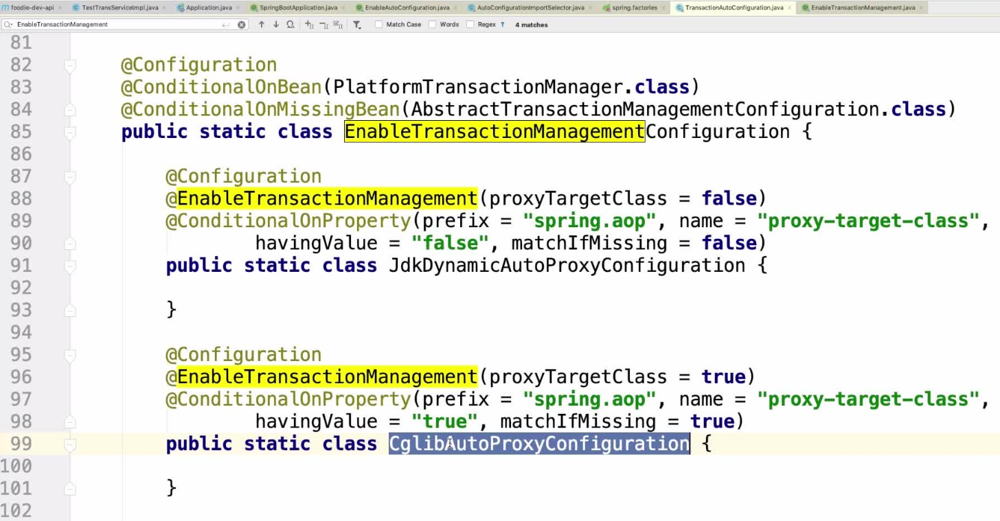 foodie-dev-api TestTransServiceImpl.java Application.java SpringBootApplication.java EnableAutoConfiguration.java AutoConfigurationImportSelector.java spring.factories TransactionAutoConfiguration.java EnableTransactionManagement.java
EnableTransactionManagement Match Case Words Regex ? 4 matches
81
82 @Configuration
83 @ConditionalOnBean(PlatformTransactionManager.class)
84 @ConditionalOnMissingBean(AbstractTransactionManagementConfiguration.class)
85 public static class EnableTransactionManagementConfiguration {
86
87 @Configuration
88 @EnableTransactionManagement(proxyTargetClass = false)
89 @ConditionalOnProperty(prefix = "spring.aop", name = "proxy-target-class",
90 havingValue = "false", matchIfMissing = false)
91 public static class JdkDynamicAutoProxyConfiguration {
92
93 }
94
95 @Configuration
96 @EnableTransactionManagement(proxyTargetClass = true)
97 @ConditionalOnProperty(prefix = "spring.aop", name = "proxy-target-class",
98 havingValue = "true", matchIfMissing = true)
99 public static class CglibAutoProxyConfiguration {
100
101 }
102